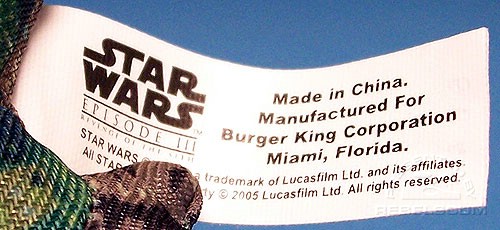 STAR
WARS
EPISODE III
REVENGE OF THE SITH
Made in China.
Manufactured For
Burger King Corporation
Miami, Florida.
STAR WARS a trademark of Lucasfilm Ltd. and its affiliates.
All STAR © 2005 Lucasfilm Ltd. All rights reserved.